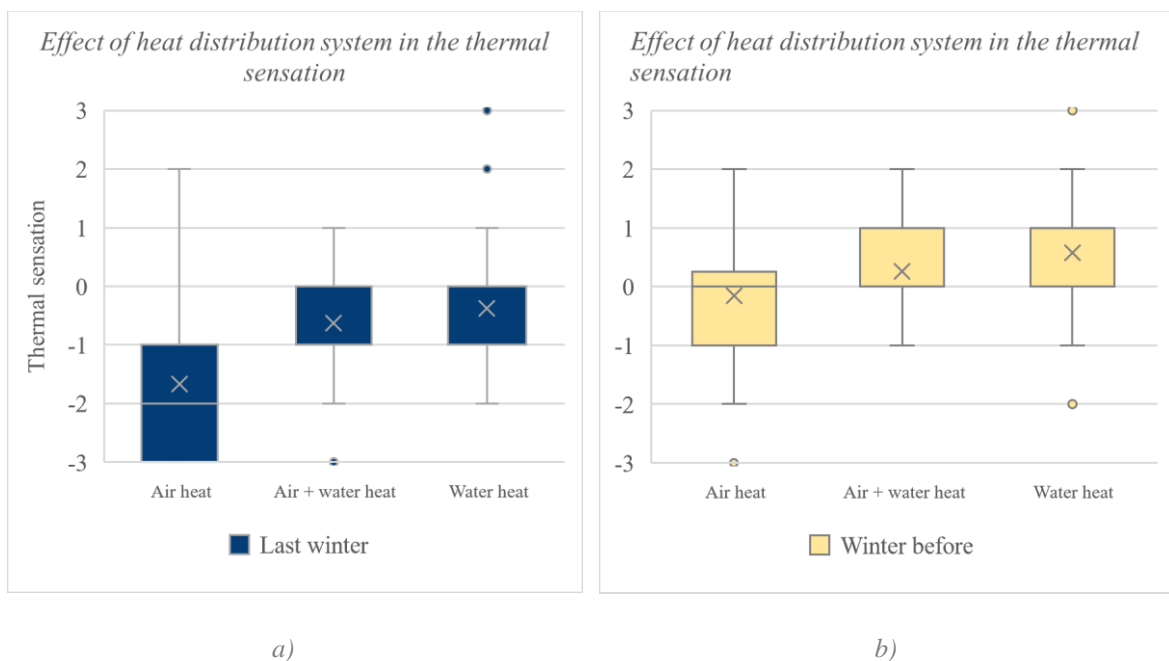 Effect of heat distribution system in the thermal
sensation
3
2
1
0
-1
-2
-3
Thermal sensation
Air heat
Air + water heat
Water heat
Last winter
a)
Effect of heat distribution system in the thermal
sensation
3
2
1
0
-1
-2
-3
Air heat
Air + water heat
Water heat
Winter before
b)